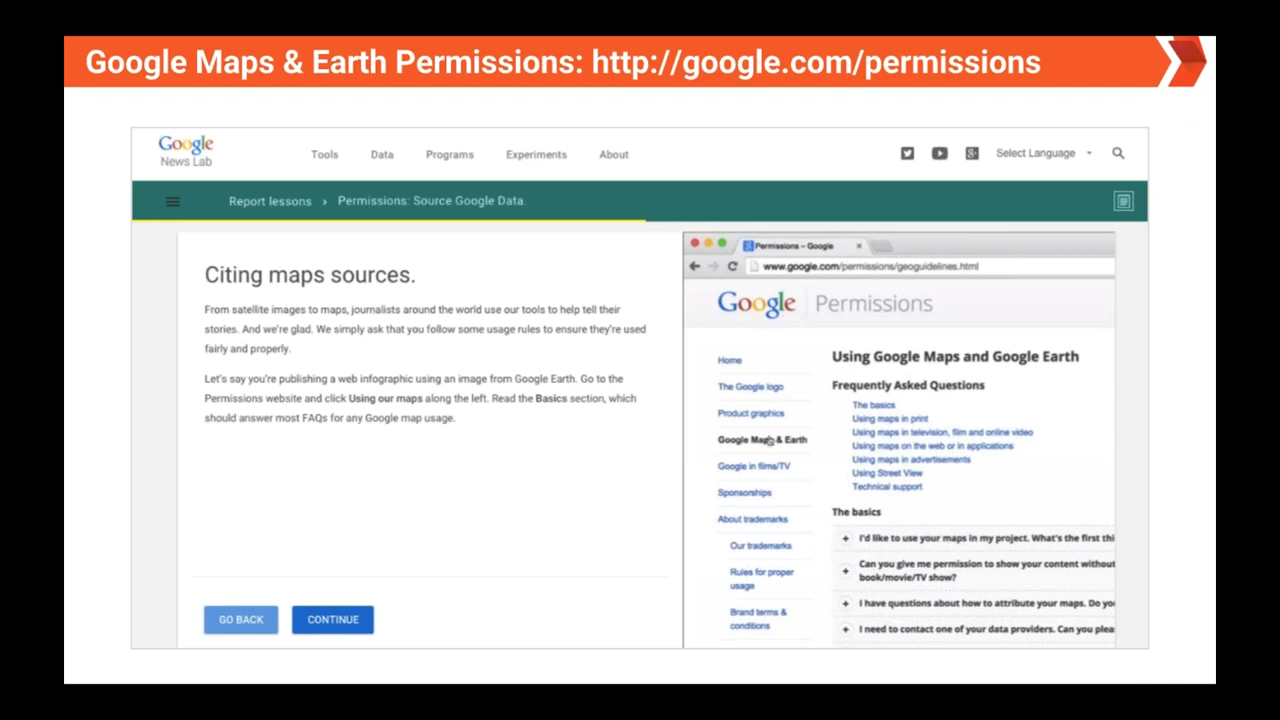 Google Maps & Earth Permissions: http://google.com/permissions
Google
News Lab
Tools
Data
Programs
Experiments
About
Select Language
Report lessons › Permissions: Source Google Data.
Citing maps sources.
From satellite images to maps, journalists around the world use our tools to help tell their
stories. And we're glad. We simply ask that you follow some usage rules to ensure they're used
fairly and properly.
Let's say you're publishing a web infographic using an image from Google Earth. Go to the
Permissions website and click Using our maps along the left. Read the Basics section, which
should answer most FAQs for any Google map usage.
GO BACK
CONTINUE
Permissions – Google
www.google.com/permissions/geoguidelines.html
Google Permissions
Home
The Google logo
Product graphics
Google Maps & Earth
Google in films/TV
Sponsorships
About trademarks
Our trademarks
Rules for proper
usage
Brand terms &
conditions
Using Google Maps and Google Earth
Frequently Asked Questions
The basics
Using maps in print
Using maps in television, film and online video
Using maps on the web or in applications
Using maps in advertisements
Using Street View
Technical support
The basics
+ I'd like to use your maps in my project. What's the first thi
+ Can you give me permission to show your content without
book/movie/TV show?
+ I have questions about how to attribute your maps. Do yo
+ I need to contact one of your data providers. Can you plea